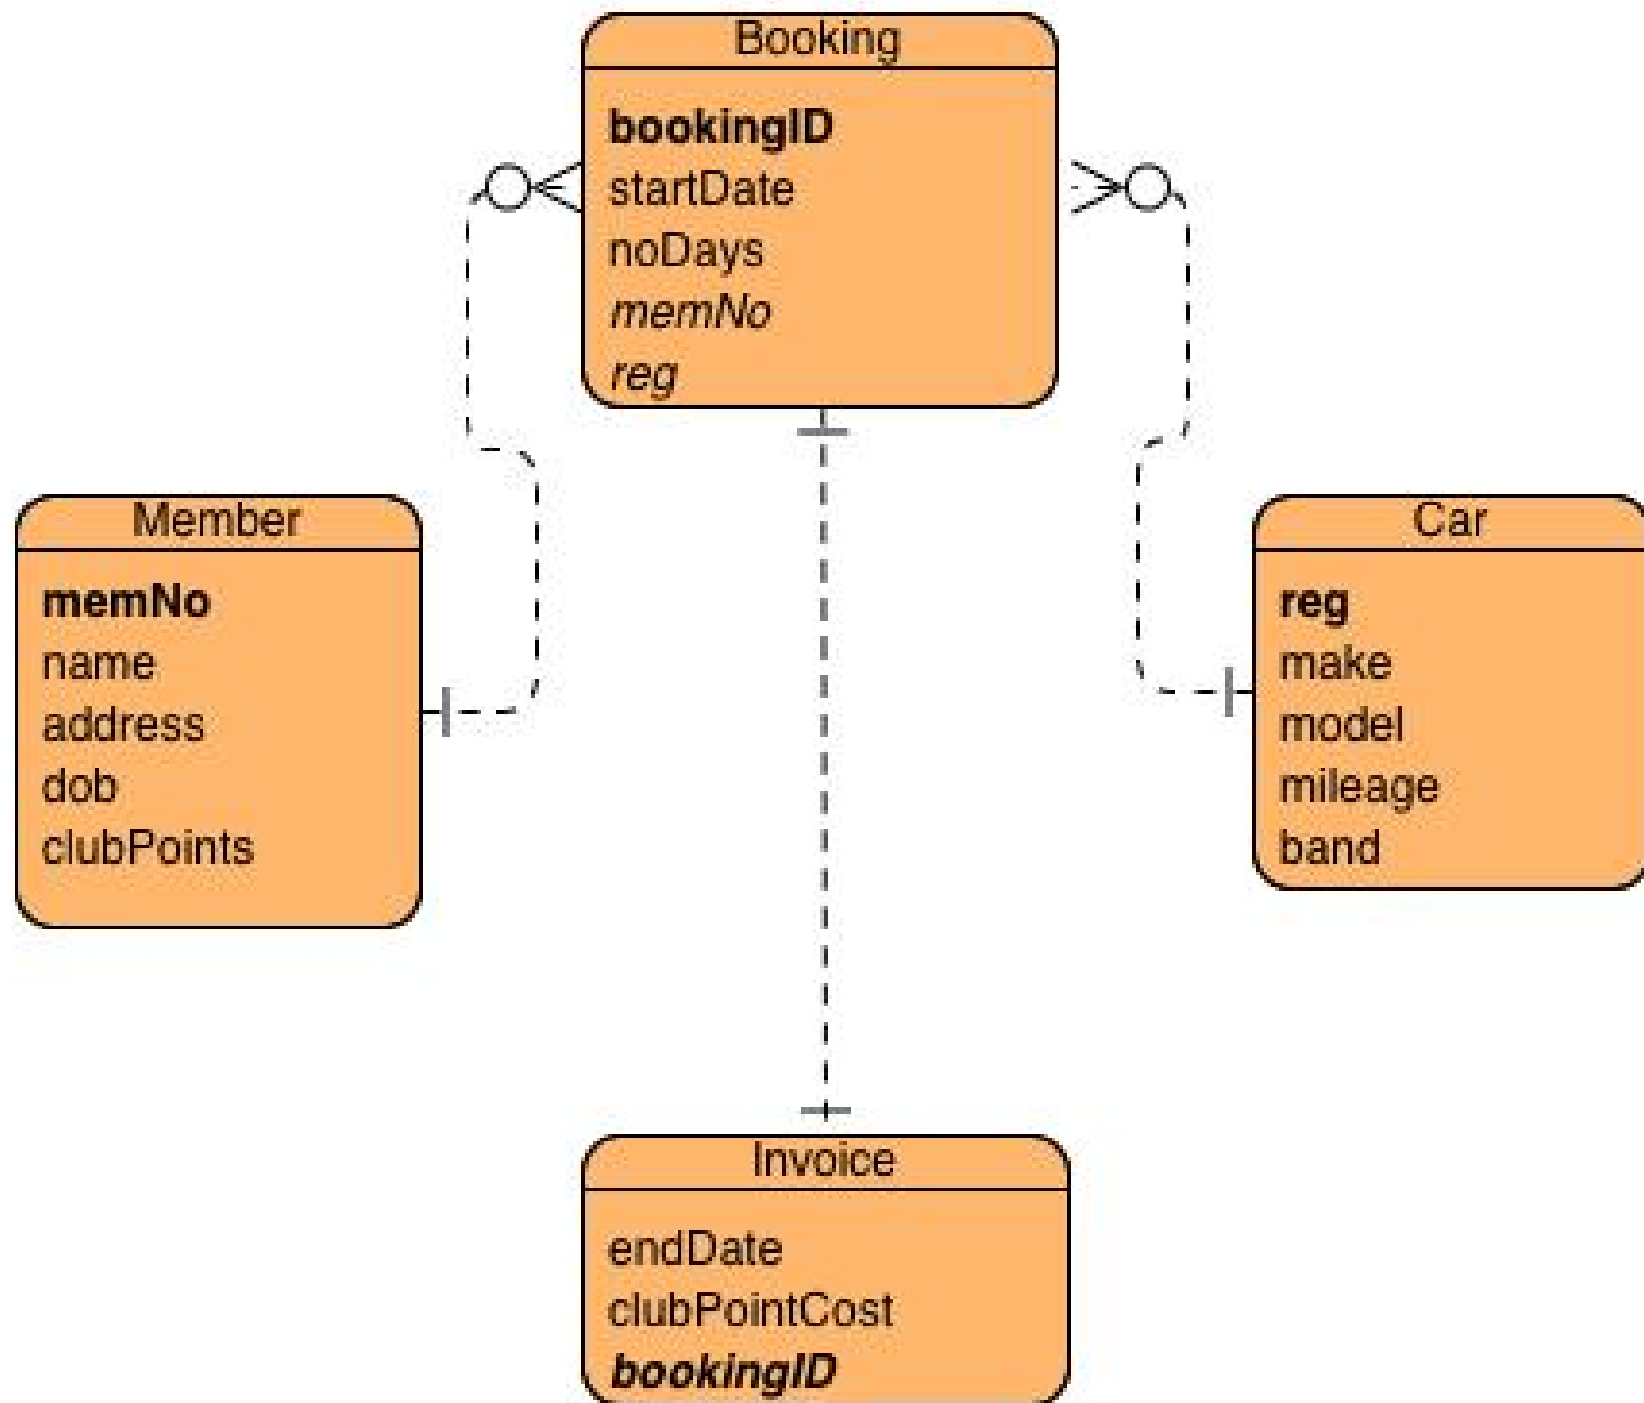 Booking
bookingID
startDate
noDays
memNo
reg
Member
memNo
name
address
dob
clubPoints
Car
reg
make
model
mileage
band
Invoice
endDate
clubPointCost
bookingID